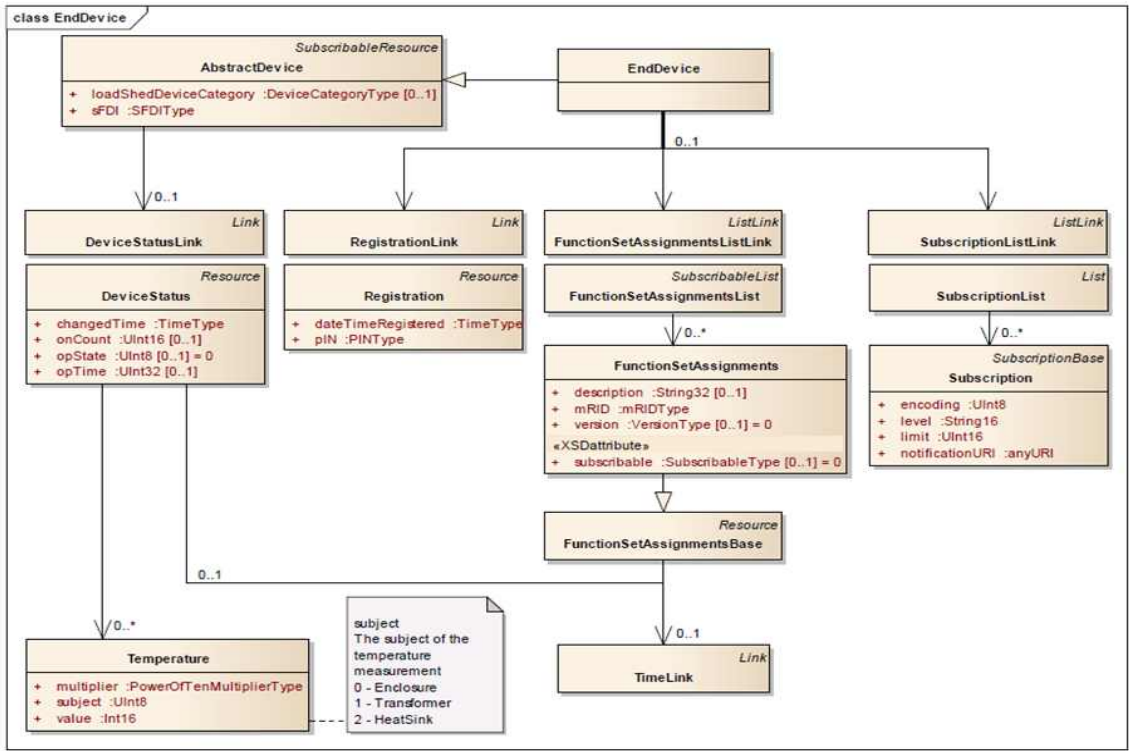 class EndDevice
SubscribableResource
AbstractDevice
+ loadShedDeviceCategory :DeviceCategoryType [0..1]
+ sFDI :SFDIType
EndDevice
0..1
0..1
Link
DeviceStatusLink
Link
RegistrationLink
ListLink
FunctionSetAssignmentsListLink
ListLink
SubscriptionListLink
Resource
DeviceStatus
+ changedTime :TimeType
+ onCount :UInt16 [0..1]
+ opState :UInt8 [0..1] = 0
+ opTime :UInt32 [0..1]
Resource
Registration
+ dateTimeRegistered :TimeType
+ pIN :PINType
SubscribableList
FunctionSetAssignmentsList
List
SubscriptionList
0..*
0..*
FunctionSetAssignments
+ description :String32 [0..1]
+ mRID :mRIDType
+ version :VersionType [0..1] = 0
«XSDattribute»
+ subscribable :SubscribableType [0..1] = 0
SubscriptionBase
Subscription
+ encoding :UInt8
+ level :String16
+ limit :UInt16
+ notificationURI :anyURI
Resource
FunctionSetAssignmentsBase
0..1
0..*
0..1
subject
The subject of the
temperature
measurement
0 - Enclosure
1 - Transformer
2 - HeatSink
Temperature
+ multiplier :PowerOfTenMultiplierType
+ subject :UInt8
+ value :Int16
Link
TimeLink